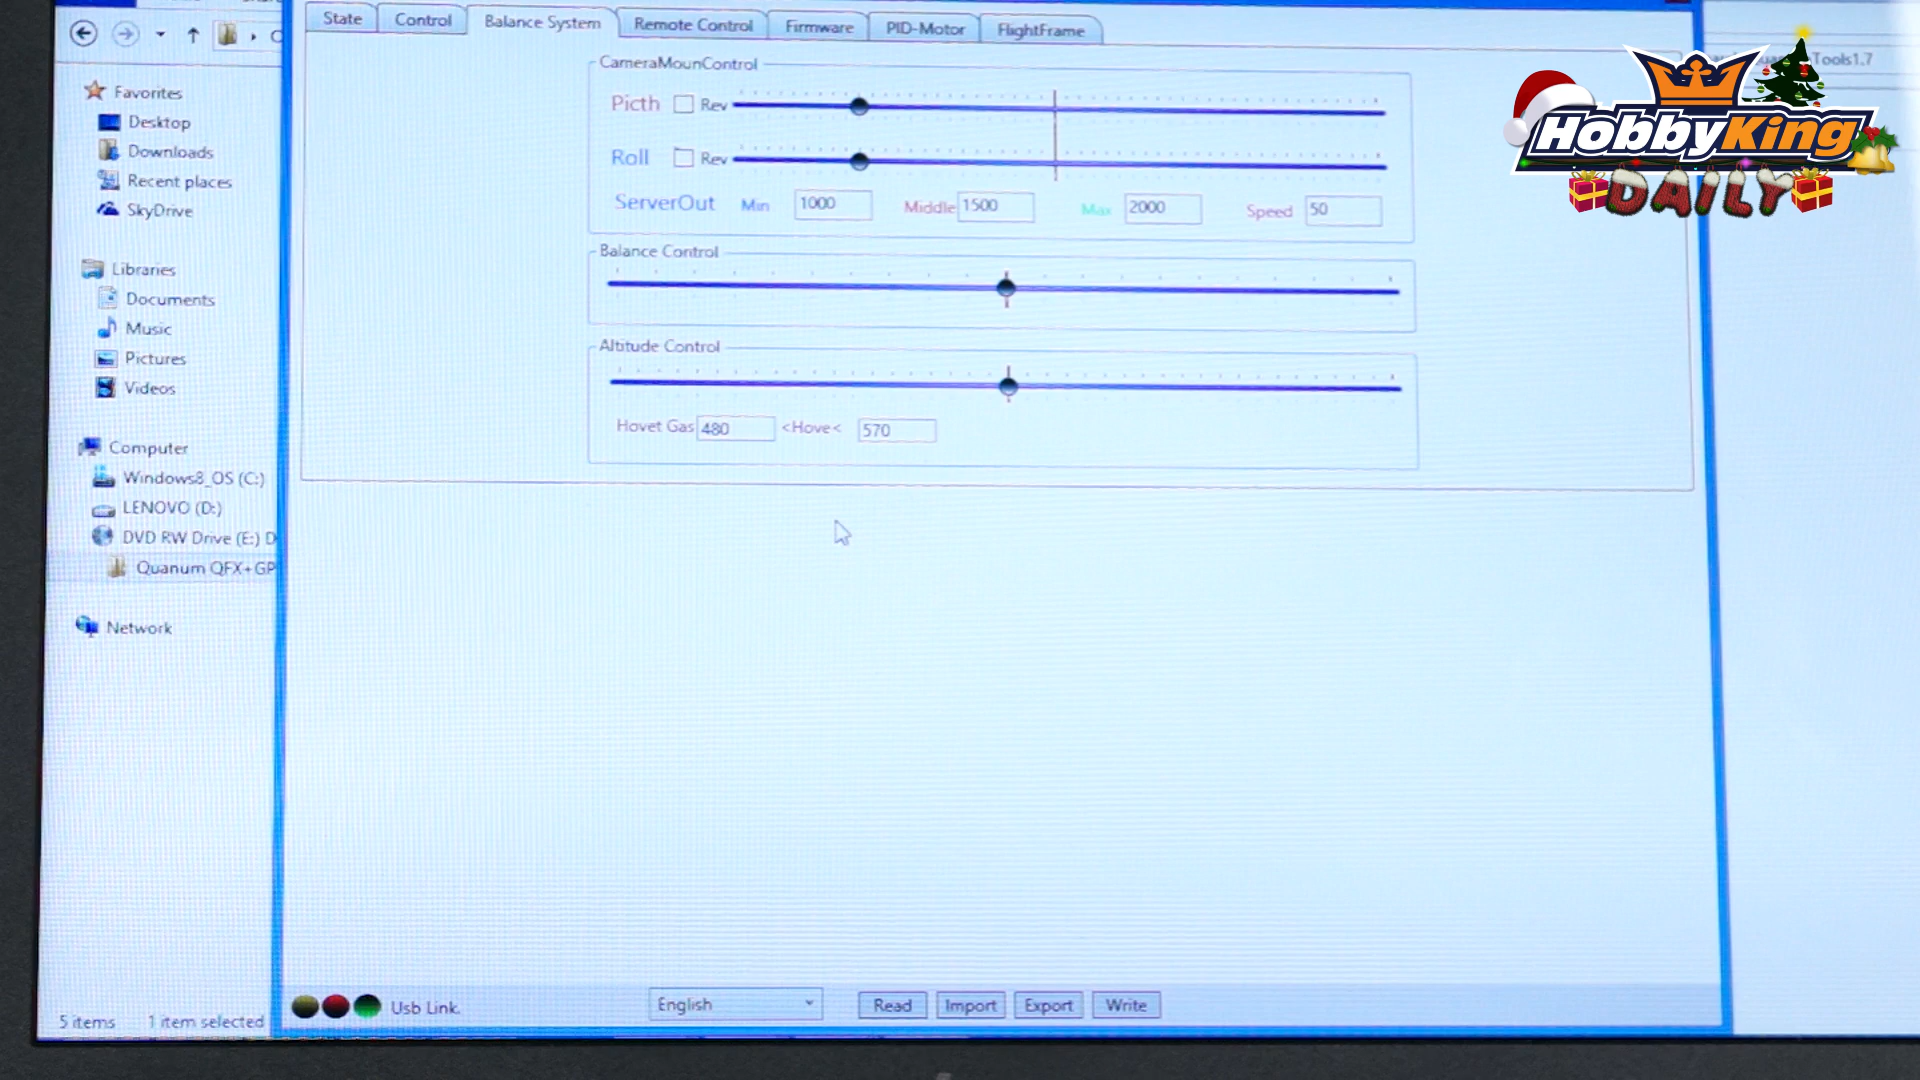 State Control Balance System Remote Control Firmware PID-Motor FlightFrame
Tools1.7
HobbyKing
DAILY
Favorites
Desktop
Downloads
Recent places
SkyDrive
Libraries
Documents
Music
Pictures
Videos
Computer
Windows8_OS (C:)
LENOVO (D:)
DVD RW Drive (E:) D
Quanum QFX+GP
Network
5 items 1 item selected
CameraMounControl
Picth Rev
Roll Rev
ServerOut Min 1000 Middle 1500 Max 2000 Speed 50
Balance Control
Altitude Control
Hovet Gas 480 <Hove< 570
Usb Link. English Read Import Export Write